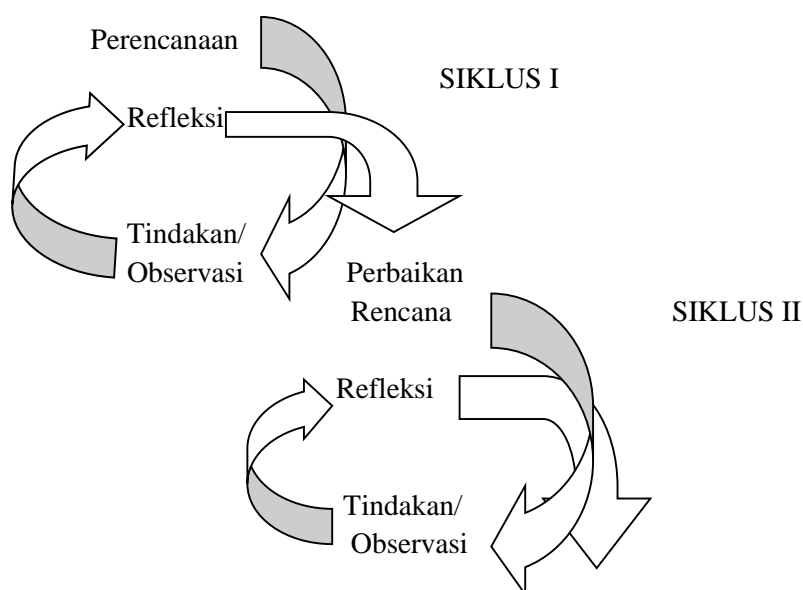 Perencanaan
SIKLUS I
Refleksi
Tindakan/
Observasi
Perbaikan
Rencana
SIKLUS II
Refleksi
Tindakan/
Observasi